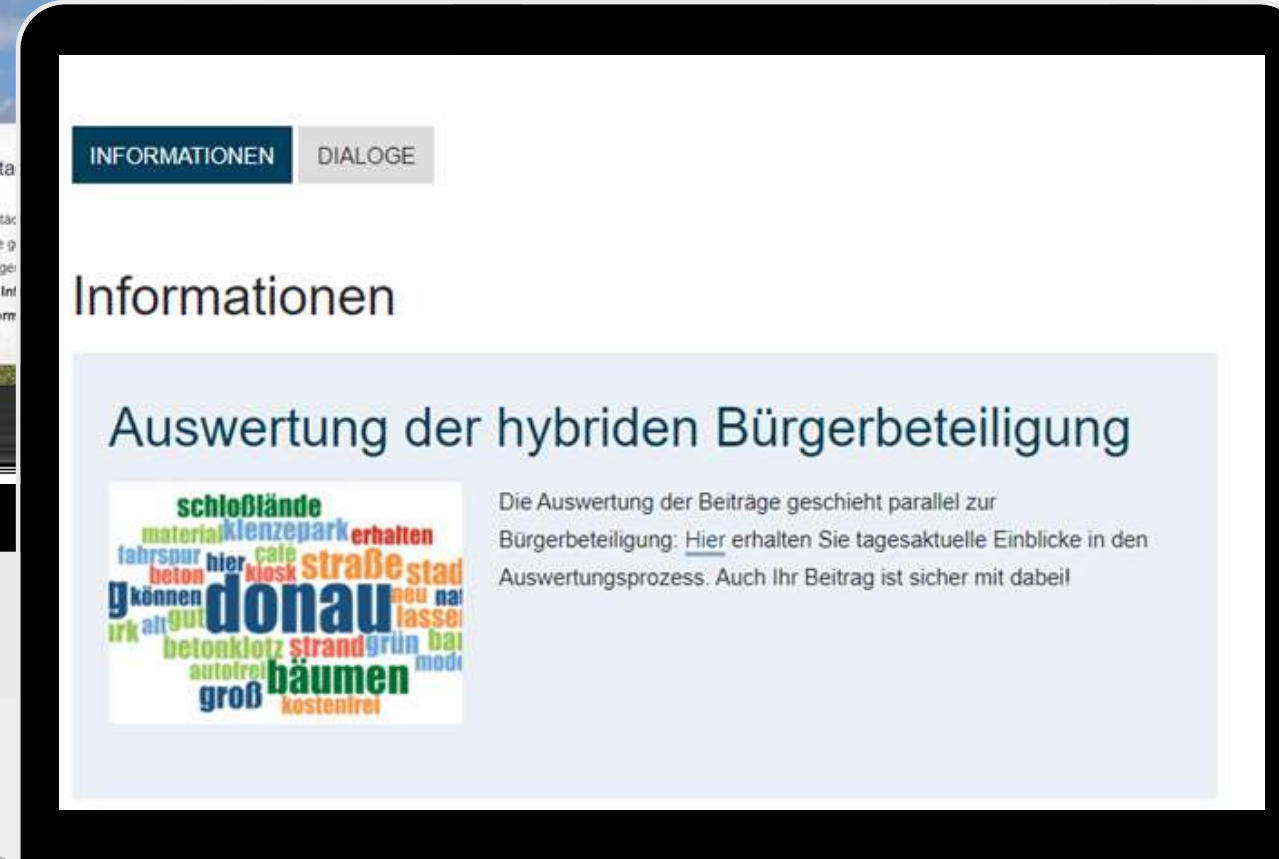 INFORMATIONEN
DIALOGE
Informationen
Auswertung der hybriden Bürgerbeteiligung
schloßlände
material klenzepark erhalten
fahrspur hier café straße
beton kiosk
können donau neu
alt gut
betonklotz strand grün
autofrei bäumen
groß kostenfrei
Die Auswertung der Beiträge geschieht parallel zur
Bürgerbeteiligung: Hier erhalten Sie tagesaktuelle Einblicke in den
Auswertungsprozess. Auch Ihr Beitrag ist sicher mit dabei!